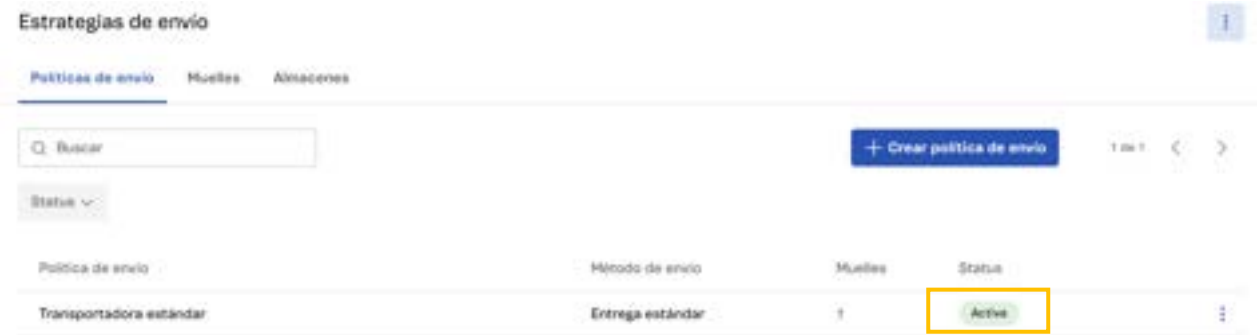 Estrategias de envío
Políticas de envío Muelles Almacenes
Buscar
+ Crear política de envío 1 de 1
Status
Política de envío Método de envío Muelles Status
Transportadora estándar Entrega estándar 1 Activo